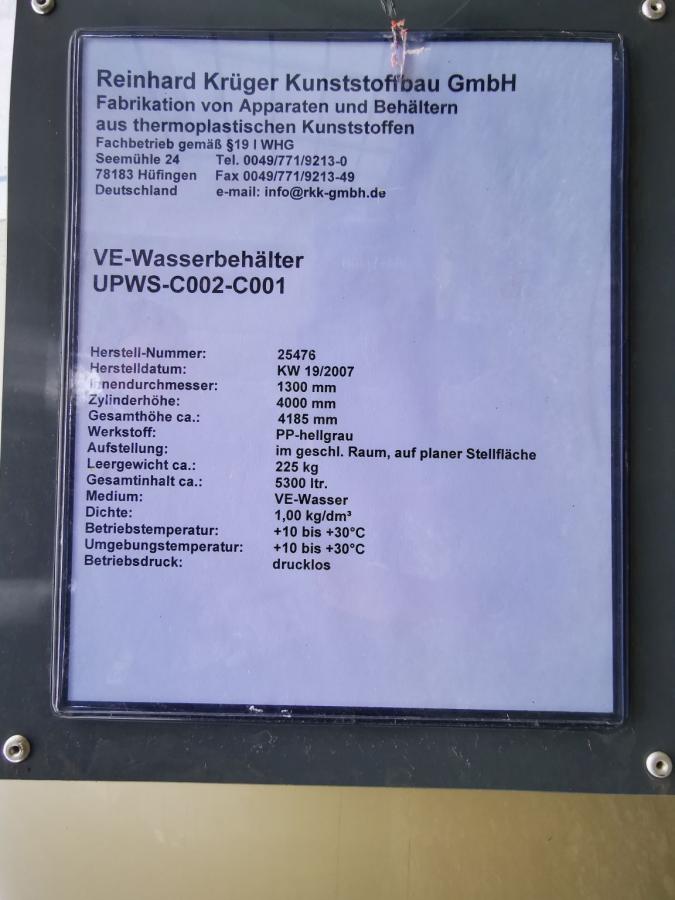 Reinhard Krüger Kunststoffbau GmbH
Fabrikation von Apparaten und Behältern
aus thermoplastischen Kunststoffen
Fachbetrieb gemäß §19 l WHG
Seemühle 24 Tel. 0049/771/9213-0
78183 Hüfingen Fax 0049/771/9213-49
Deutschland e-mail: info@rkk-gmbh.de
VE-Wasserbehälter
UPWS-C002-C001
Herstell-Nummer: 25476
Herstelldatum: KW 19/2007
Innendurchmesser: 1300 mm
Zylinderhöhe: 4000 mm
Gesamthöhe ca.: 4185 mm
Werkstoff: PP-hellgrau
Aufstellung: im geschl. Raum, auf planer Stellfläche
Leergewicht ca.: 225 kg
Gesamtinhalt ca.: 5300 ltr.
Medium: VE-Wasser
Dichte: 1,00 kg/dm³
Betriebstemperatur: +10 bis +30°C
Umgebungstemperatur: +10 bis +30°C
Betriebsdruck: drucklos